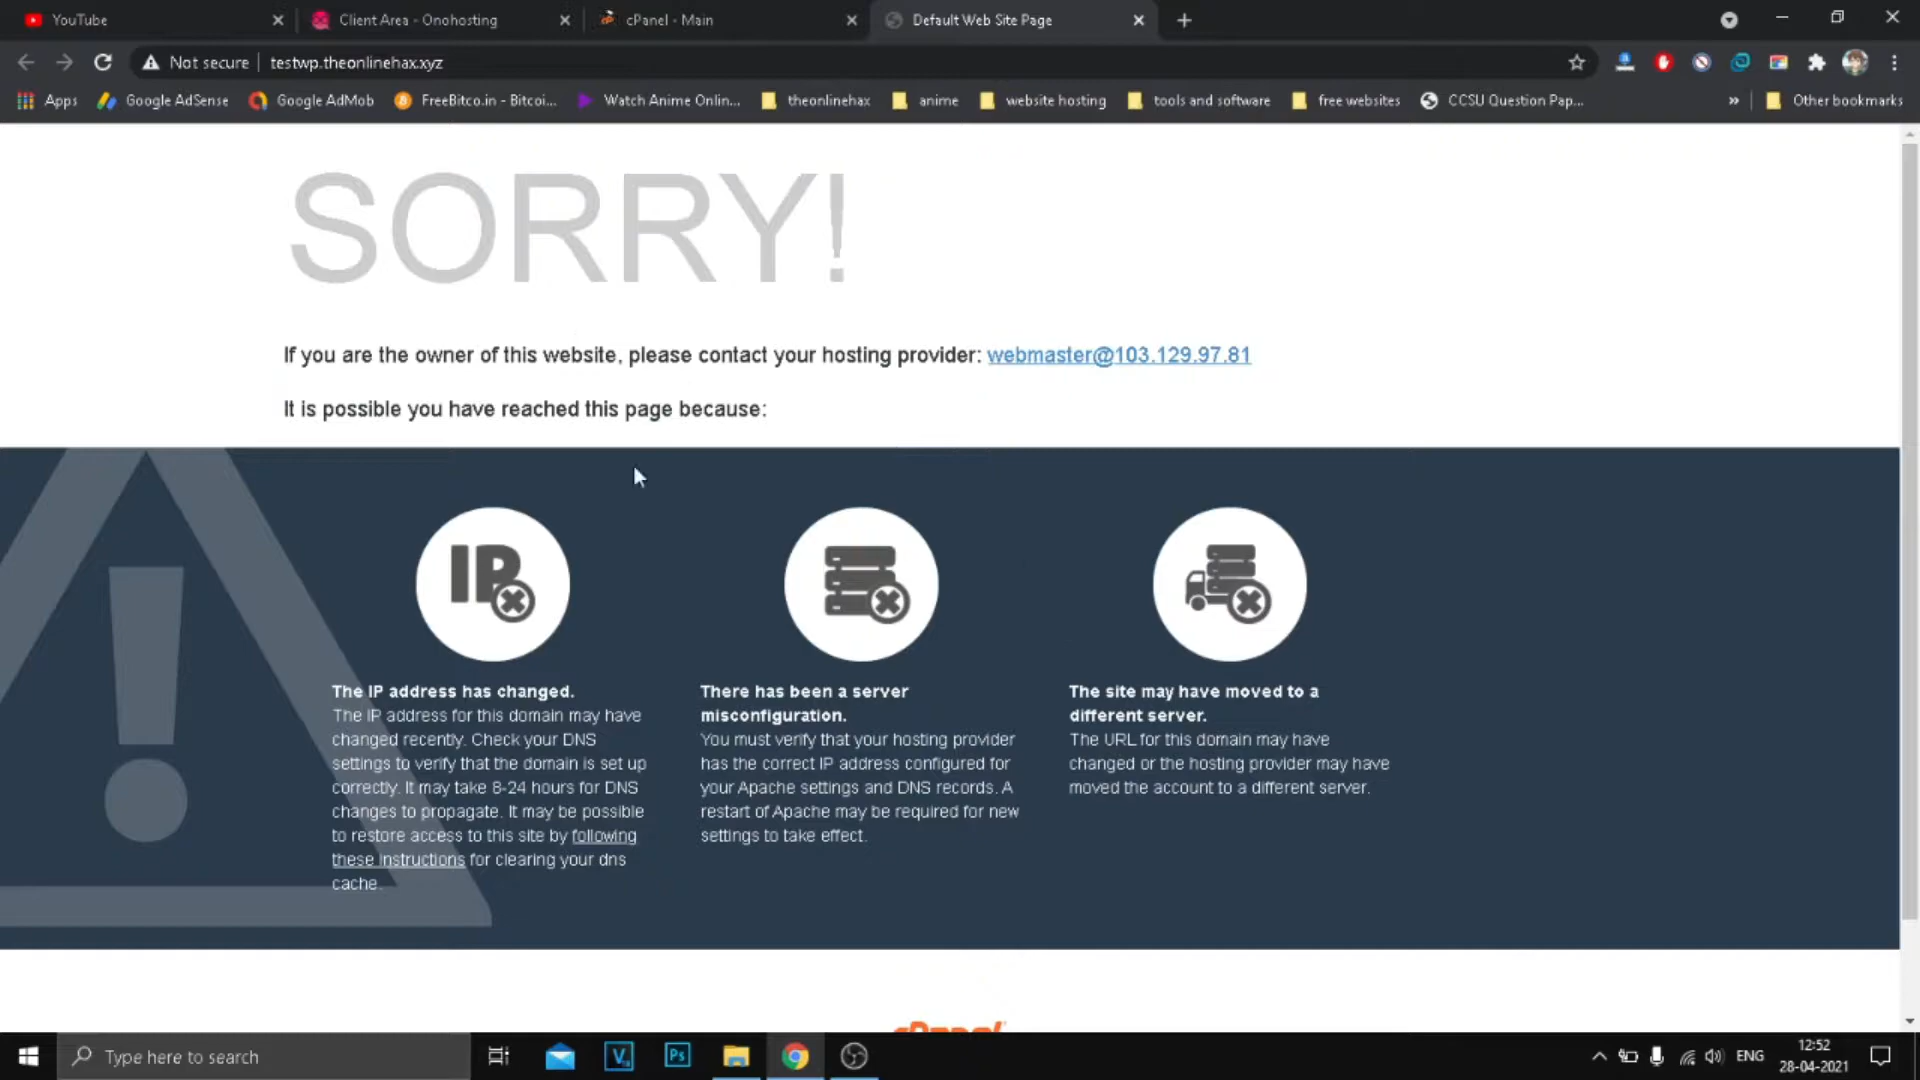 YouTube
Client Area - Onohosting
cPanel - Main
Default Web Site Page
Not secure
testwp.theonlinehax.xyz
Apps
Google AdSense
Google AdMob
FreeBitco.in - Bitcoi...
Watch Anime Onlin...
theonlinehax
anime
website hosting
tools and software
free websites
CCSU Question Pap...
»
Other bookmarks
SORRY!
If you are the owner of this website, please contact your hosting provider: webmaster@103.129.97.81
It is possible you have reached this page because:
IP
The IP address has changed.
The IP address for this domain may have
changed recently. Check your DNS
settings to verify that the domain is set up
correctly. It may take 8-24 hours for DNS
changes to propagate. It may be possible
to restore access to this site by following
these instructions for clearing your dns
cache.
There has been a server
misconfiguration.
You must verify that your hosting provider
has the correct IP address configured for
your Apache settings and DNS records. A
restart of Apache may be required for new
settings to take effect.
The site may have moved to a
different server.
The URL for this domain may have
changed or the hosting provider may have
moved the account to a different server.
cPanel
Type here to search
V
Ps
ENG
12:52
28-04-2021